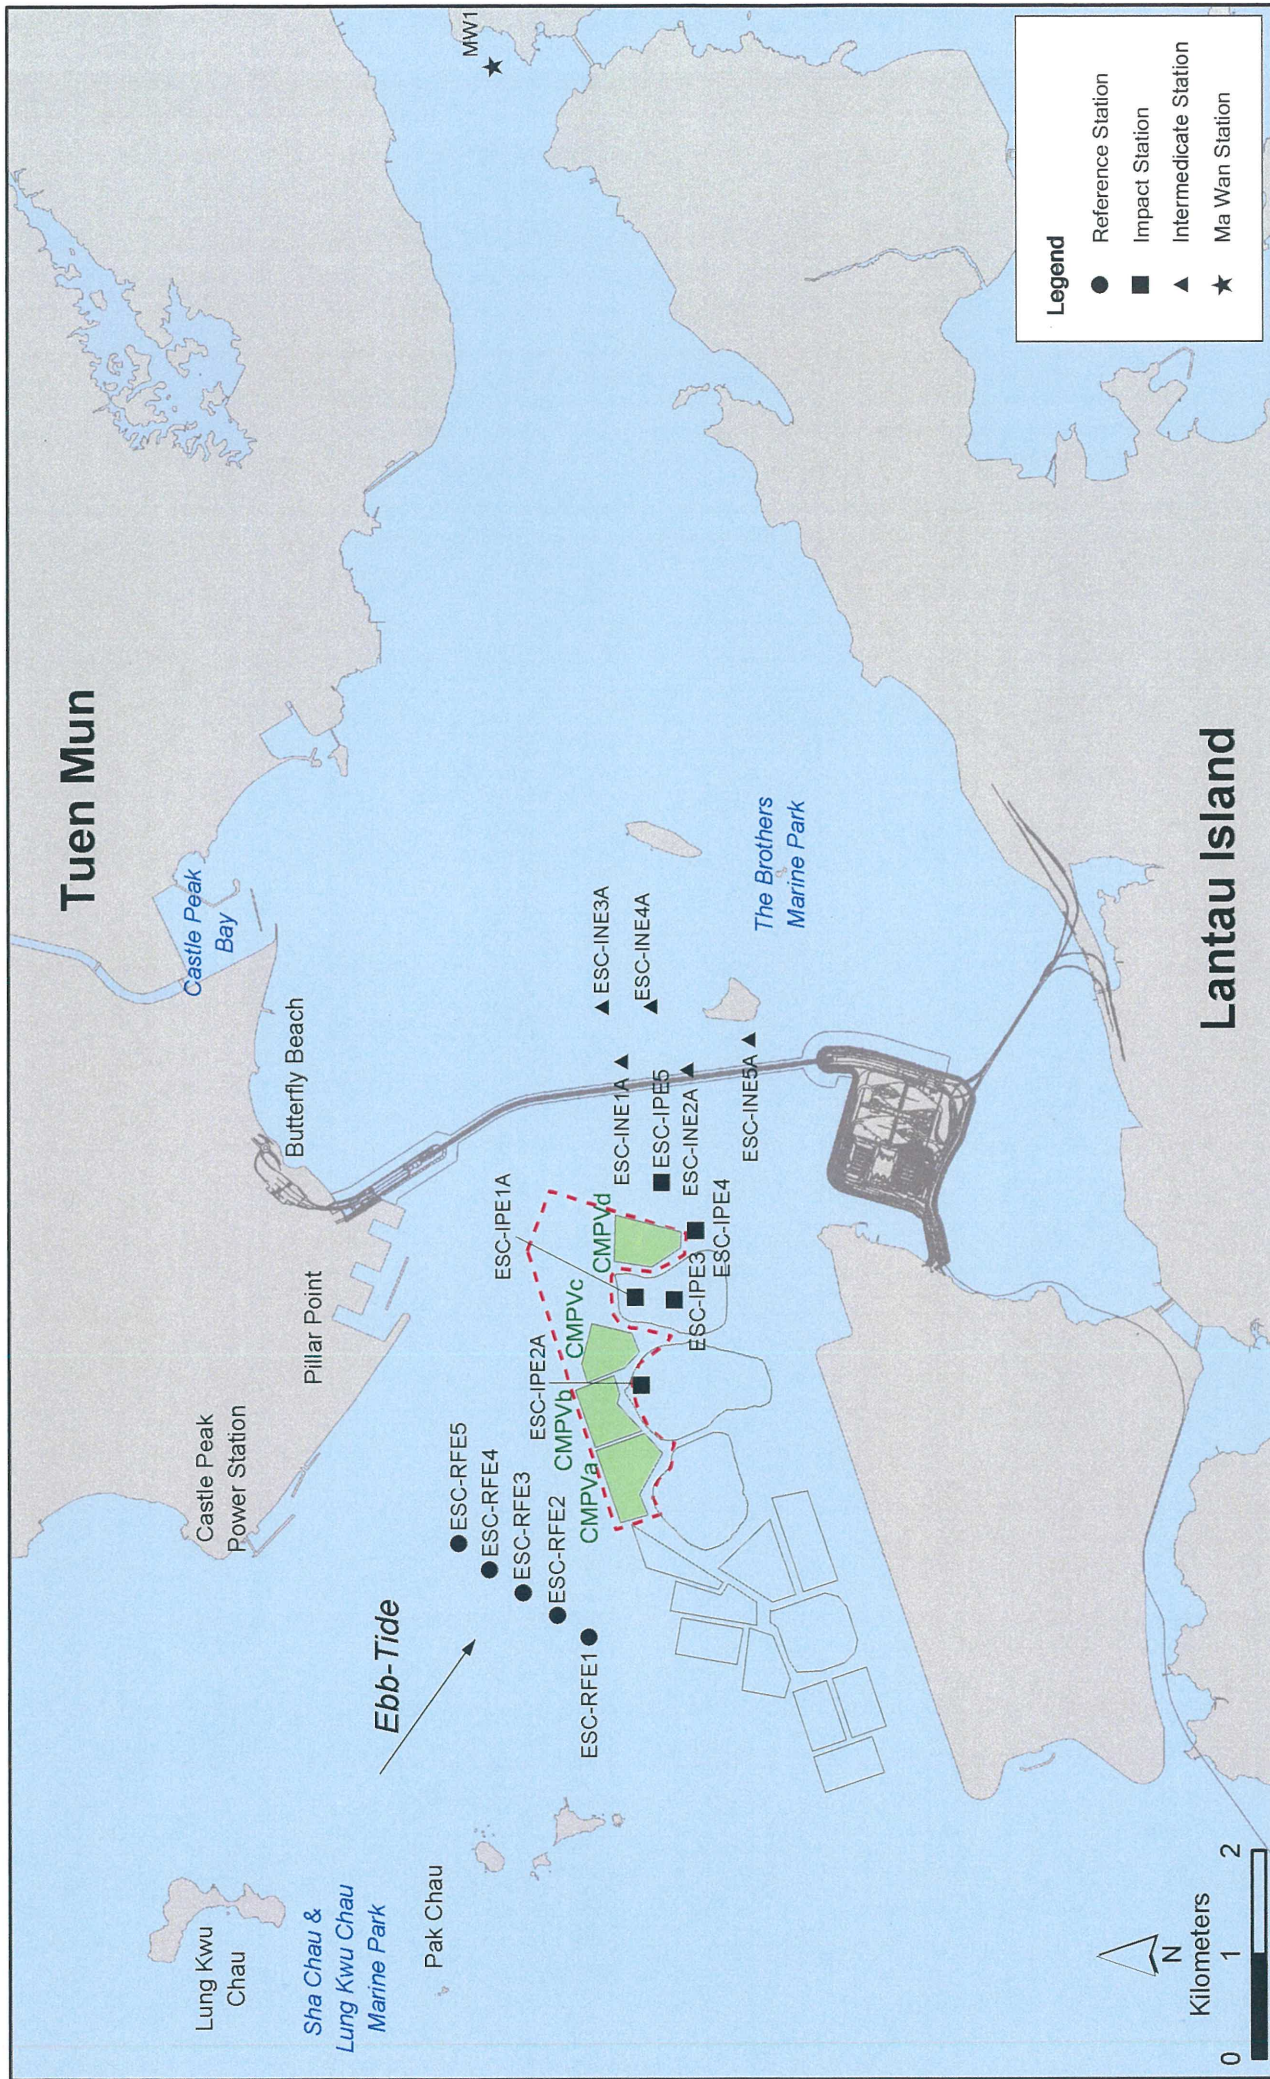 Tuen Mun
Castle Peak
Bay
Butterfly Beach
Pillar Point
Castle Peak
Power Station
Lung Kwu
Chau
Sha Chau &
Lung Kwu Chau
Marine Park
Pak Chau
Ebb-Tide
ESC-RFE5
ESC-RFE4
ESC-RFE3
ESC-RFE2
ESC-RFE1
CMPVa
CMPVb
CMPVc
CMPVd
ESC-IPE2A
ESC-IPE1A
ESC-IPE3
ESC-IPE4
ESC-IPE5
ESC-INE1A
ESC-INE2A
ESC-INE3A
ESC-INE4A
ESC-INE5A
The Brothers
Marine Park
MW1
Lantau Island
N
Kilometers
0 1 2
Legend
Reference Station
Impact Station
Intermedicate Station
Ma Wan Station